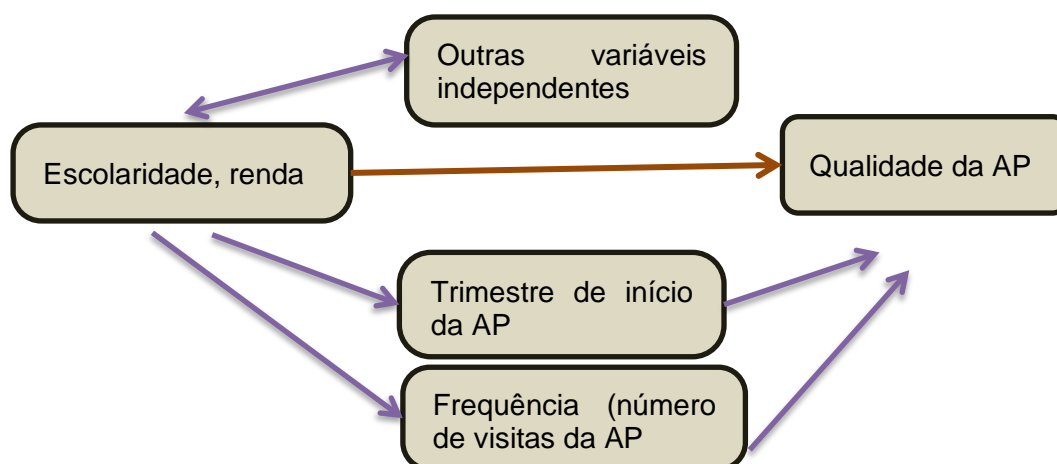 Outras variáveis
independentes
Escolaridade, renda
Qualidade da AP
Trimestre de início
da AP
Frequência (número
de visitas da AP